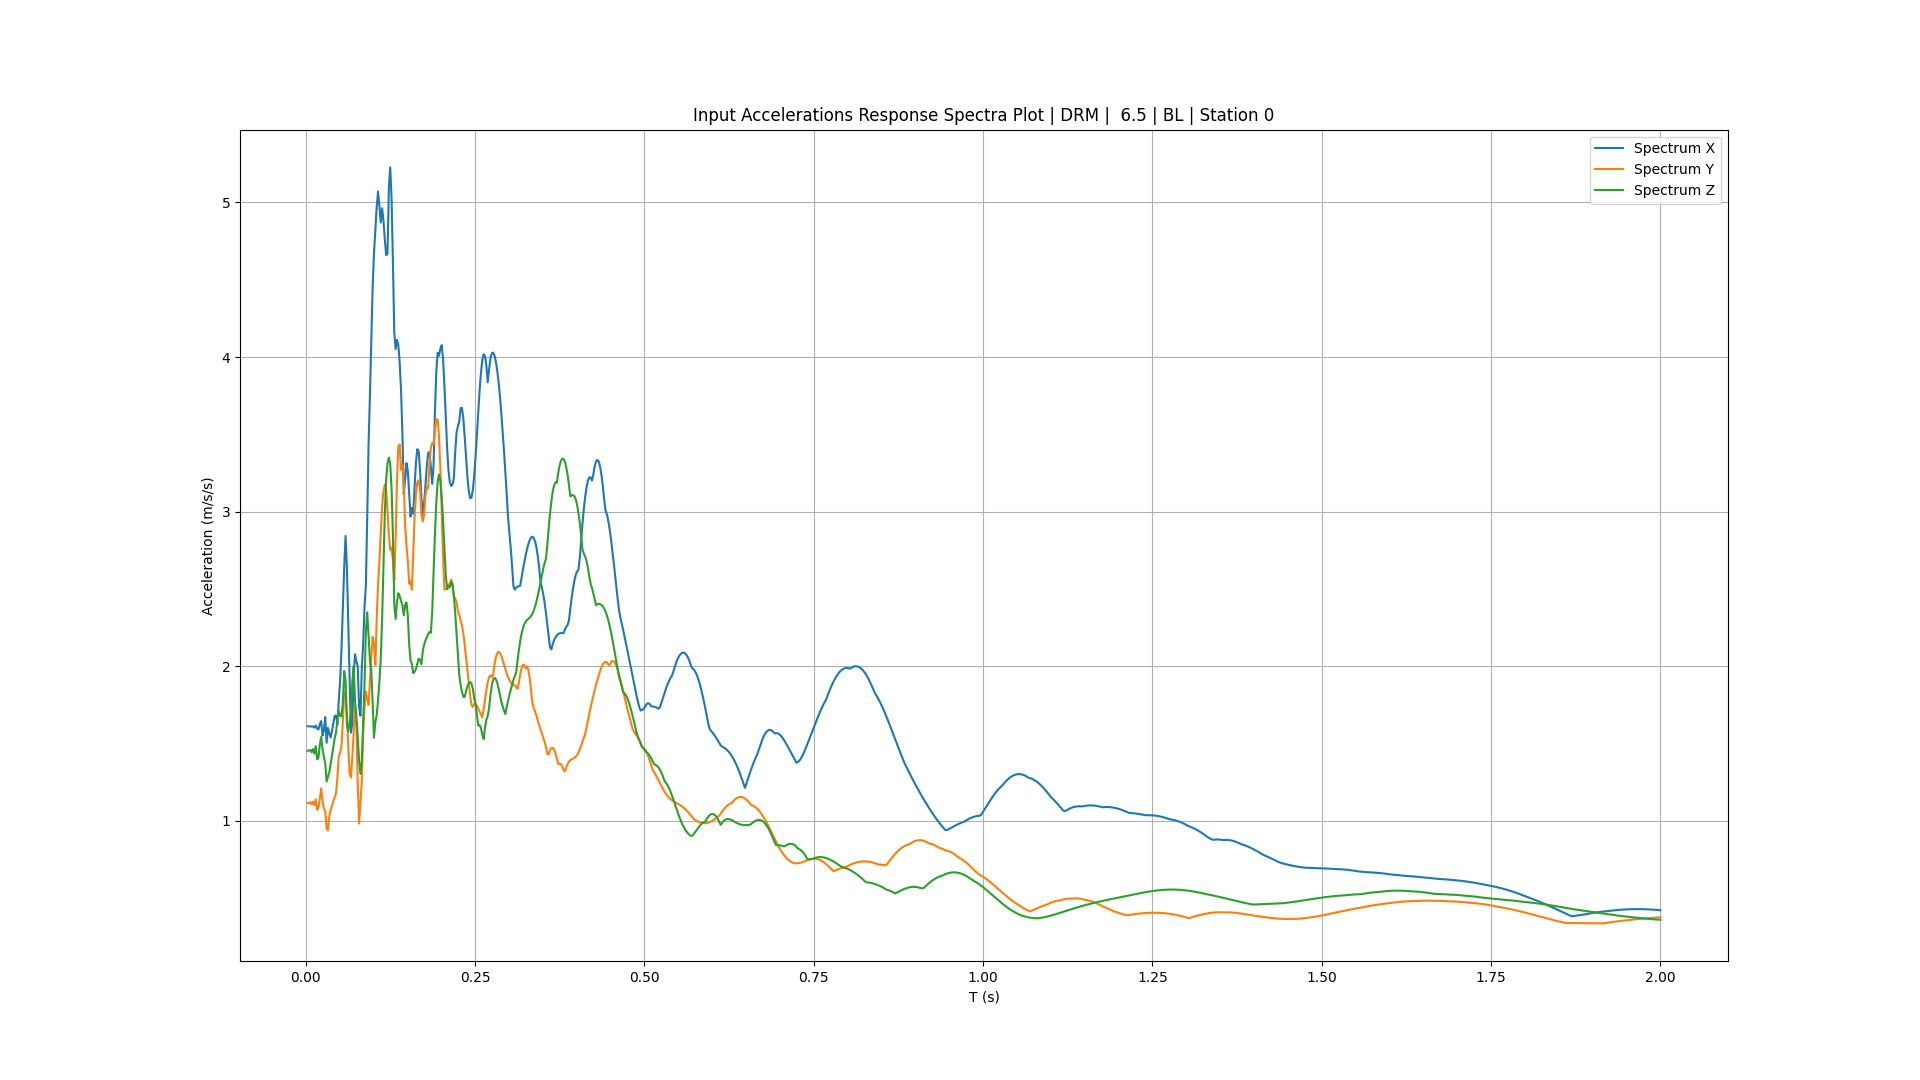 Input Accelerations Response Spectra Plot | DRM |  6.5 | BL | Station 0
Spectrum X
Spectrum Y
Spectrum Z
Acceleration (m/s/s)
5
4
3
2
1
0.00 0.25 0.50 0.75 1.00 1.25 1.50 1.75 2.00
T (s)